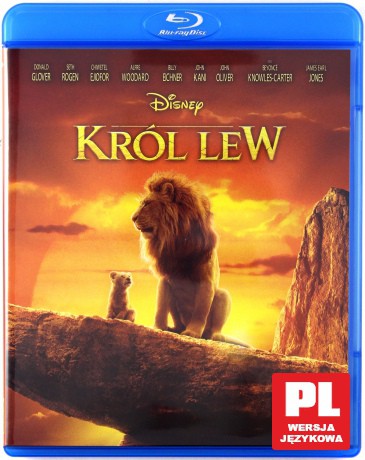 Blu-ray Disc
DONALD GLOVER
SETH ROGEN
CHIWETEL EJIOFOR
ALFRE WOODARD
BILLY EICHNER
JOHN KANI
JOHN OLIVER
BEYONCÉ KNOWLES-CARTER
JAMES EARL JONES
Disney
KRÓL LEW
PL
WERSJA
JĘZYKOWA